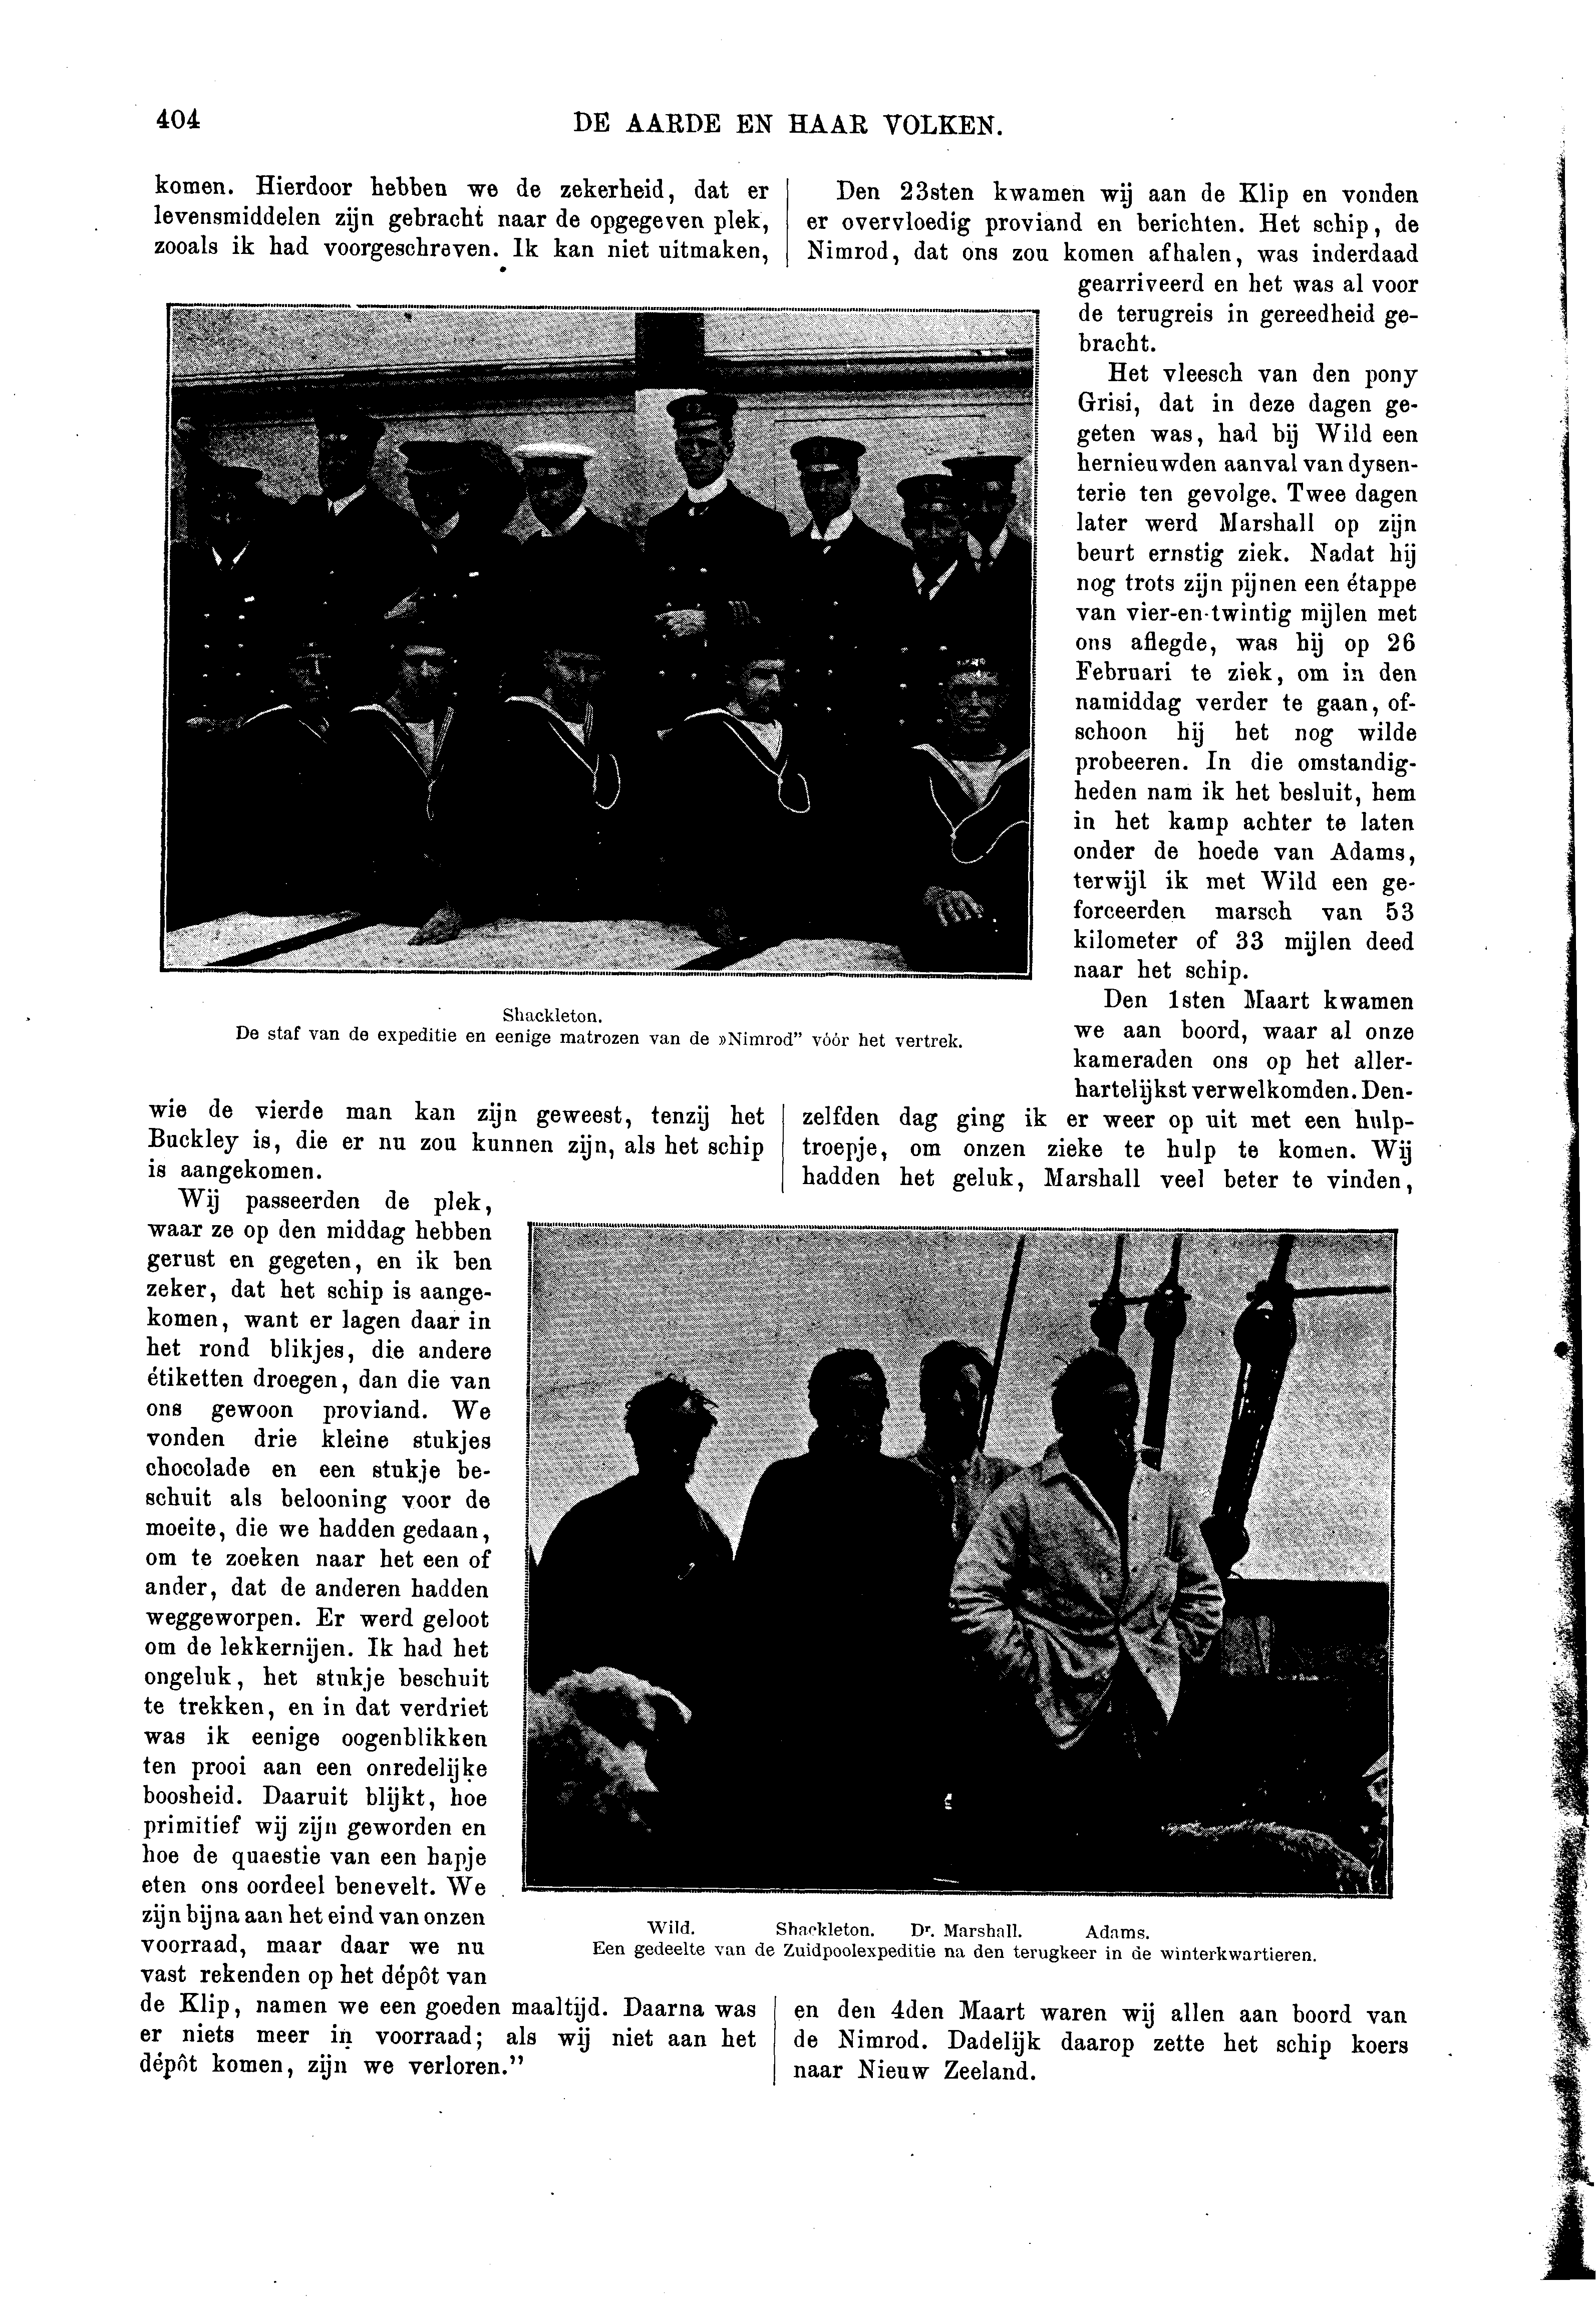 404
DE AARDE EN HAAR VOLKEN.
komen. Hierdoor hebben we de zekerheid, dat er
levensmiddelen zijn gebracht naar de opgegeven plek,
zooals ik had voorgeschreven. Ik kan niet uitmaken,
Shackleton.
De staf van de expeditie en eenige matrozen van de »Nimrod” vóór het vertrek.
wie de vierde man kan zijn geweest, tenzij het
Buckley is, die er nu zou kunnen zijn, als het schip
is aangekomen.
Wij passeerden de plek,
waar ze op den middag hebben
gerust en gegeten, en ik ben
zeker, dat het schip is aange-
komen, want er lagen daar in
het rond blikjes, die andere
étiketten droegen, dan die van
ons gewoon proviand. We
vonden drie kleine stukjes
chocolade en een stukje be-
schuit als belooning voor de
moeite, die we hadden gedaan,
om te zoeken naar het een of
ander, dat de anderen hadden
weggeworpen. Er werd geloot
om de lekkernijen. Ik had het
ongeluk, het stukje beschuit
te trekken, en in dat verdriet
was ik eenige oogenblikken
ten prooi aan een onredelijke
boosheid. Daaruit blijkt, hoe
primitief wij zijn geworden en
hoe de quaestie van een hapje
eten ons oordeel benevelt. We
zijn bijna aan het eind van onzen
voorraad, maar daar we nu
vast rekenden op het dépôt van
de Klip, namen we een goeden maaltijd. Daarna was
er niets meer in voorraad; als wij niet aan het
dépôt komen, zijn we verloren.”
Den 23sten kwamen wij aan de Klip en vonden
er overvloedig proviand en berichten. Het schip, de
Nimrod, dat ons zou komen afhalen, was inderdaad
gearriveerd en het was al voor
de terugreis in gereedheid ge-
bracht.
Het vleesch van den pony
Grisi, dat in deze dagen ge-
geten was, had bij Wild een
hernieuwden aanval van dysen-
terie ten gevolge. Twee dagen
later werd Marshall op zijn
beurt ernstig ziek. Nadat hij
nog trots zijn pijnen een étappe
van vier-en-twintig mijlen met
ons aflegde, was hij op 26
Februari te ziek, om in den
namiddag verder te gaan, of-
schoon hij het nog wilde
probeeren. In die omstandig-
heden nam ik het besluit, hem
in het kamp achter te laten
onder de hoede van Adams,
terwijl ik met Wild een ge-
forceerden marsch van 53
kilometer of 33 mijlen deed
naar het schip.
Den 1sten Maart kwamen
we aan boord, waar al onze
kameraden ons op het aller-
hartelijkst verwelkomden. Den-
zelfden dag ging ik er weer op uit met een hulp-
troepje, om onzen zieke te hulp te komen. Wij
hadden het geluk, Marshall veel beter te vinden,
Wild. Shackleton. Dr. Marshall. Adams.
Een gedeelte van de Zuidpoolexpeditie na den terugkeer in de winterkwartieren.
en den 4den Maart waren wij allen aan boord van
de Nimrod. Dadelijk daarop zette het schip koers
naar Nieuw Zeeland.